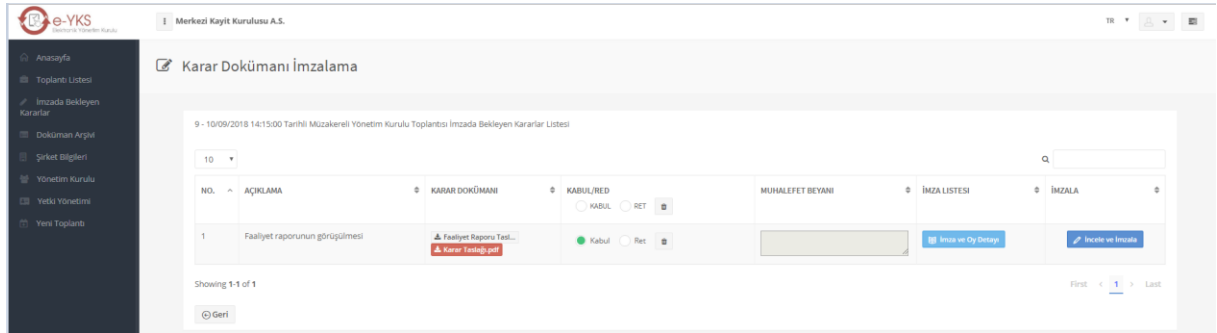 e-YKS
Elektronik Yönetim Kurulu
Merkezi Kayit Kurulusu A.S.
TR
Anasayfa
Toplantı Listesi
İmzada Bekleyen
Kararlar
Doküman Arşivi
Şirket Bilgileri
Yönetim Kurulu
Yetki Yönetimi
Yeni Toplantı
Karar Dokümanı İmzalama
9 - 10/09/2018 14:15:00 Tarihli Müzakereli Yönetim Kurulu Toplantısı İmzada Bekleyen Kararlar Listesi
10
NO. AÇIKLAMA KARAR DOKÜMANI KABUL/RED MUHALEFET BEYANI İMZA LISTESI İMZALA
KABUL RET
1 Faaliyet raporunun görüşülmesi Faaliyet Raporu Tasl... Kabul Ret İmza ve Oy Detayı İncele ve İmzala
Karar Taslağı.pdf
Showing 1-1 of 1 First < 1 > Last
Geri